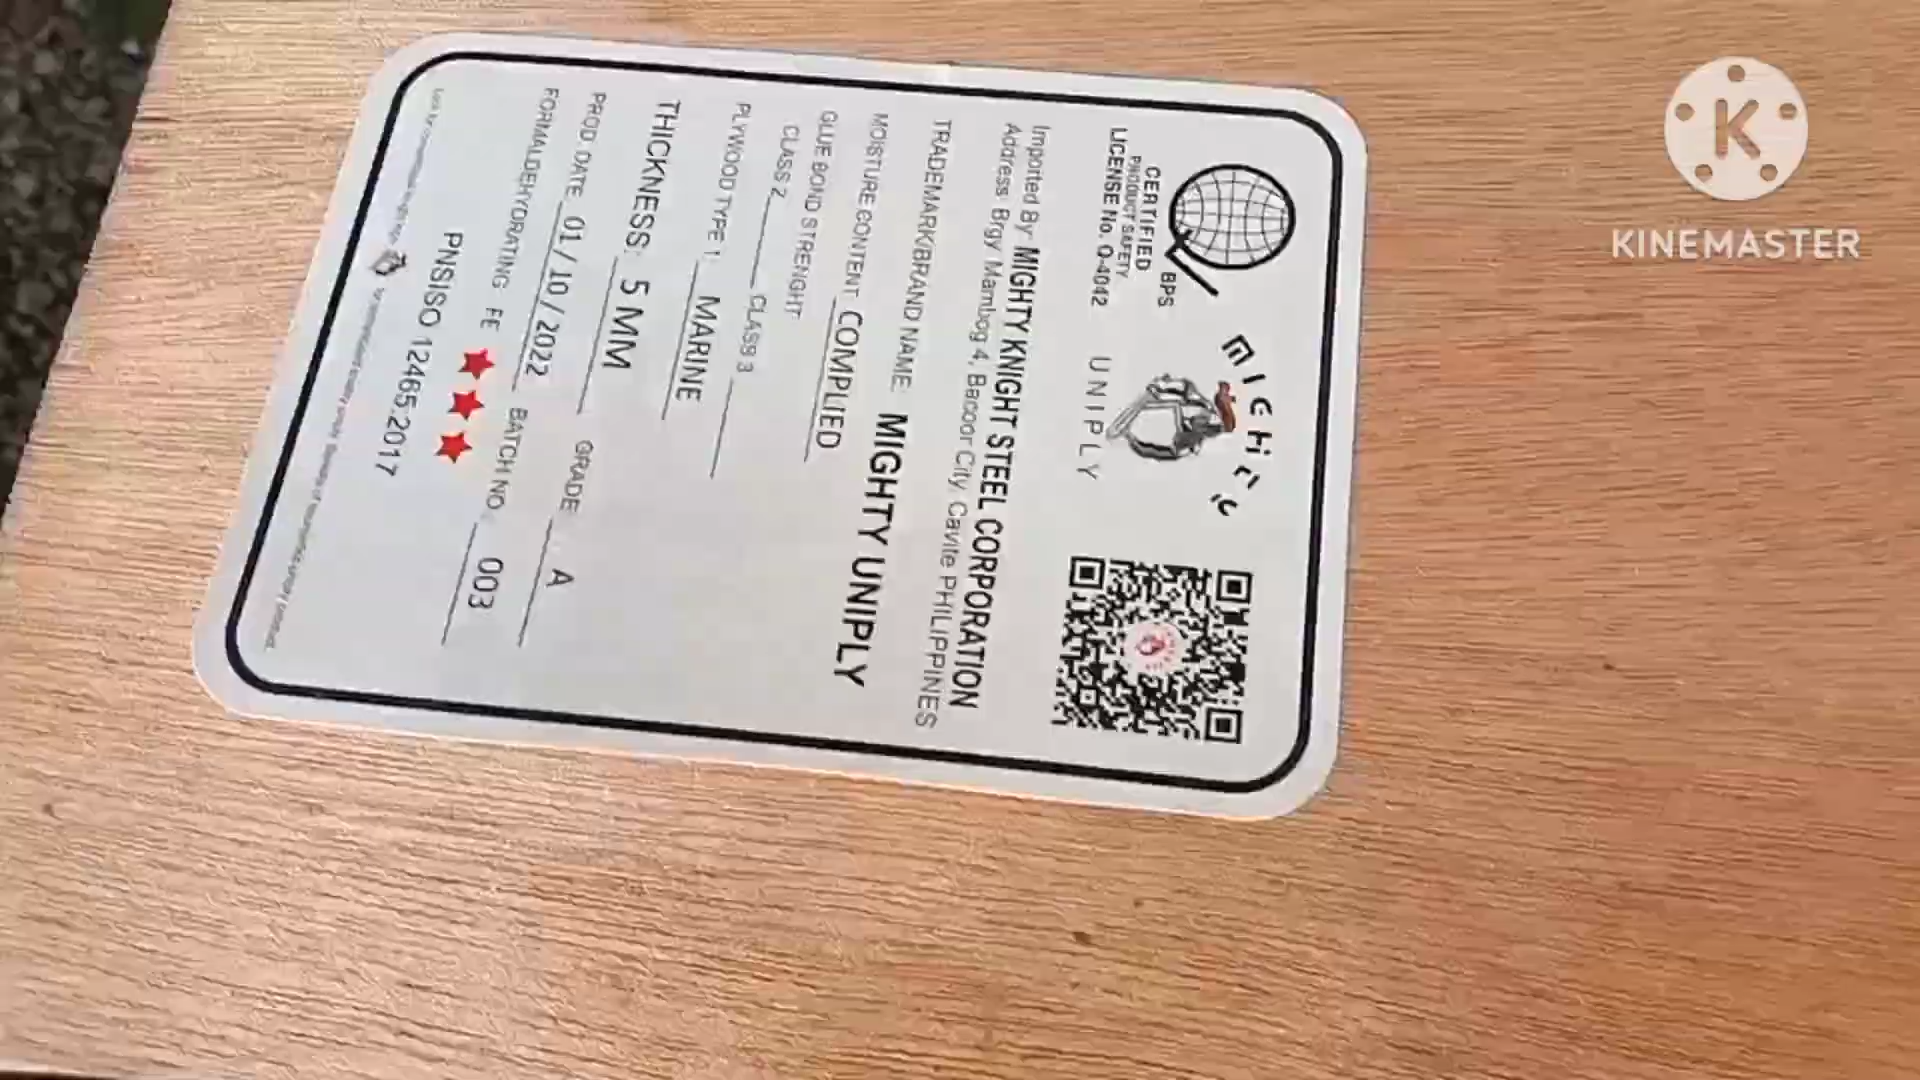 BPS
CERTIFIED
PRODUCT SAFETY
LICENSE No. Q-4042
UNIPLY
Imported By: MIGHTY KNIGHT STEEL CORPORATION
Address: Brgy Mambog 4, Bacoor City, Cavite PHILIPPINES
TRADEMARK/BRAND NAME: MIGHTY UNIPLY
MOISTURE CONTENT COMPLIED
GLUE BOND STRENGHT
CLASS 2 CLASS 3
PLYWOOD TYPE 1: MARINE
THICKNESS: 5 MM
PROD. DATE 01/10/2022 GRADE: A
FORMALDEHYDRATING FE BATCH NO. 003
PNSISO 12465:2017
K
KINEMASTER